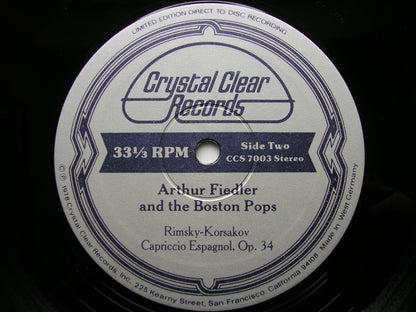 LIMITED EDITION DIRECT TO DISC RECORDING
Crystal Clear
Records
33⅓ RPM
Side Two
CCS 7003 Stereo
Arthur Fiedler
and the Boston Pops
Rimsky-Korsakov
Capriccio Espagnol, Op. 34
© ℗ 1978 Crystal Clear Records, Inc., 225 Kearny Street, San Francisco, California 94108 Made in West Germany